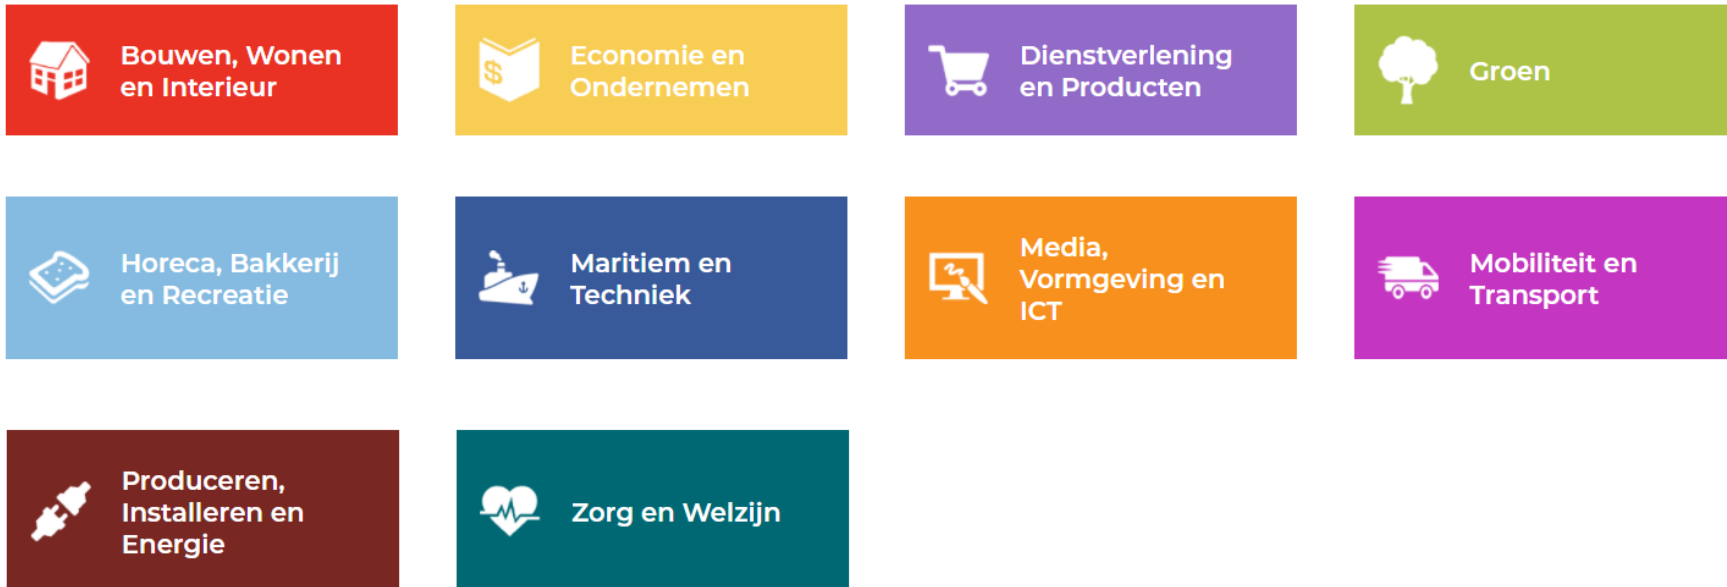 Bouwen, Wonen
en Interieur
Economie en
Ondernemen
$
Dienstverlening
en Producten
Groen
Horeca, Bakkerij
en Recreatie
Maritiem en
Techniek
Media,
Vormgeving en
ICT
Mobiliteit en
Transport
Produceren,
Installeren en
Energie
Zorg en Welzijn